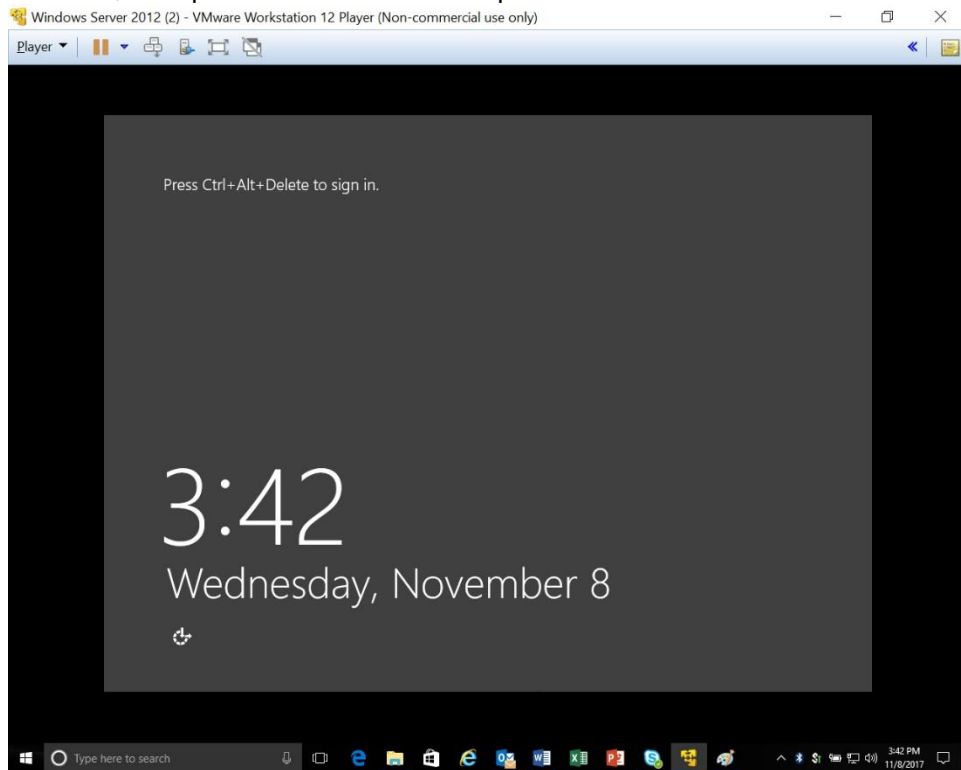 Windows Server 2012 (2) - VMware Workstation 12 Player (Non-commercial use only)
Player
Press Ctrl+Alt+Delete to sign in.
3:42
Wednesday, November 8
Type here to search
3:42 PM
11/8/2017